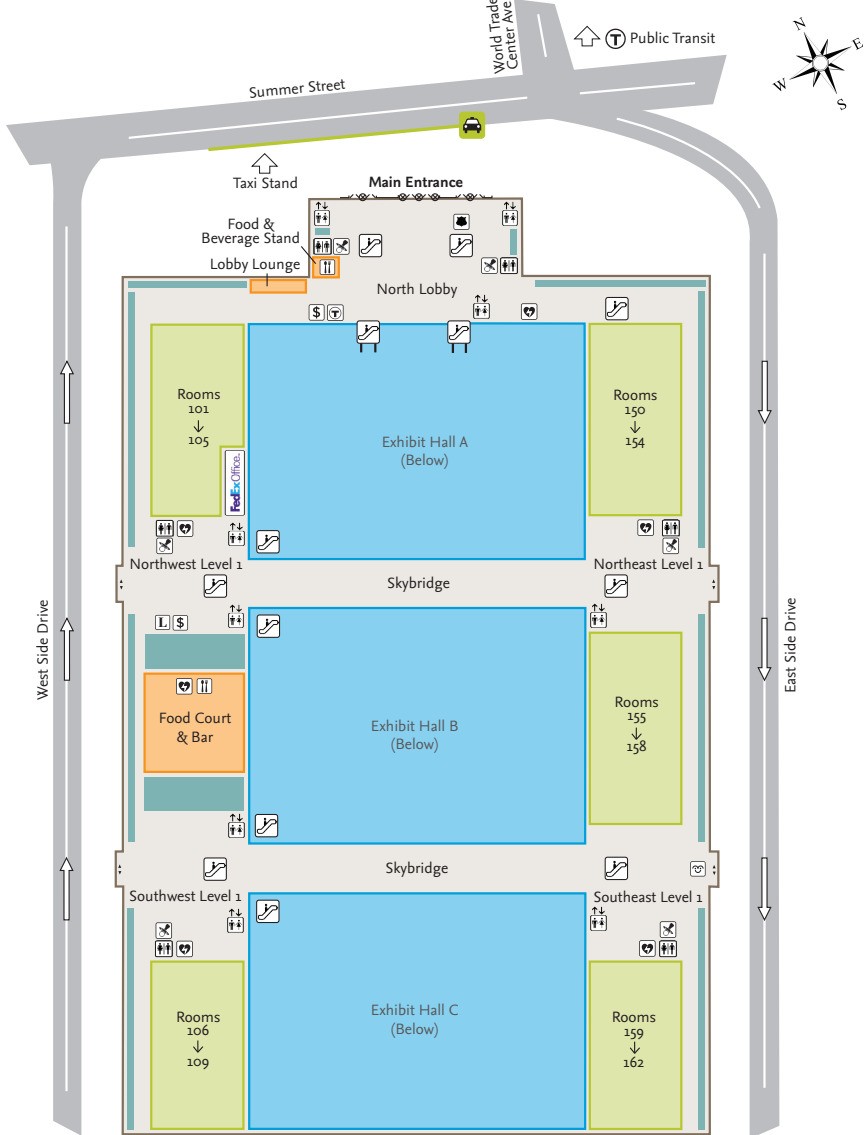 World Trade
Center Ave
Public Transit
N
E
W
S
Summer Street
Taxi Stand
Main Entrance
Food &
Beverage Stand
Lobby Lounge
North Lobby
$ T
Rooms
101
↓
105
Exhibit Hall A
(Below)
Rooms
150
↓
154
FedEx Office.
Northwest Level 1
Skybridge
Northeast Level 1
L $
West Side Drive
East Side Drive
Food Court
& Bar
Exhibit Hall B
(Below)
Rooms
155
↓
158
Skybridge
Southwest Level 1
Southeast Level 1
Rooms
106
↓
109
Exhibit Hall C
(Below)
Rooms
159
↓
162